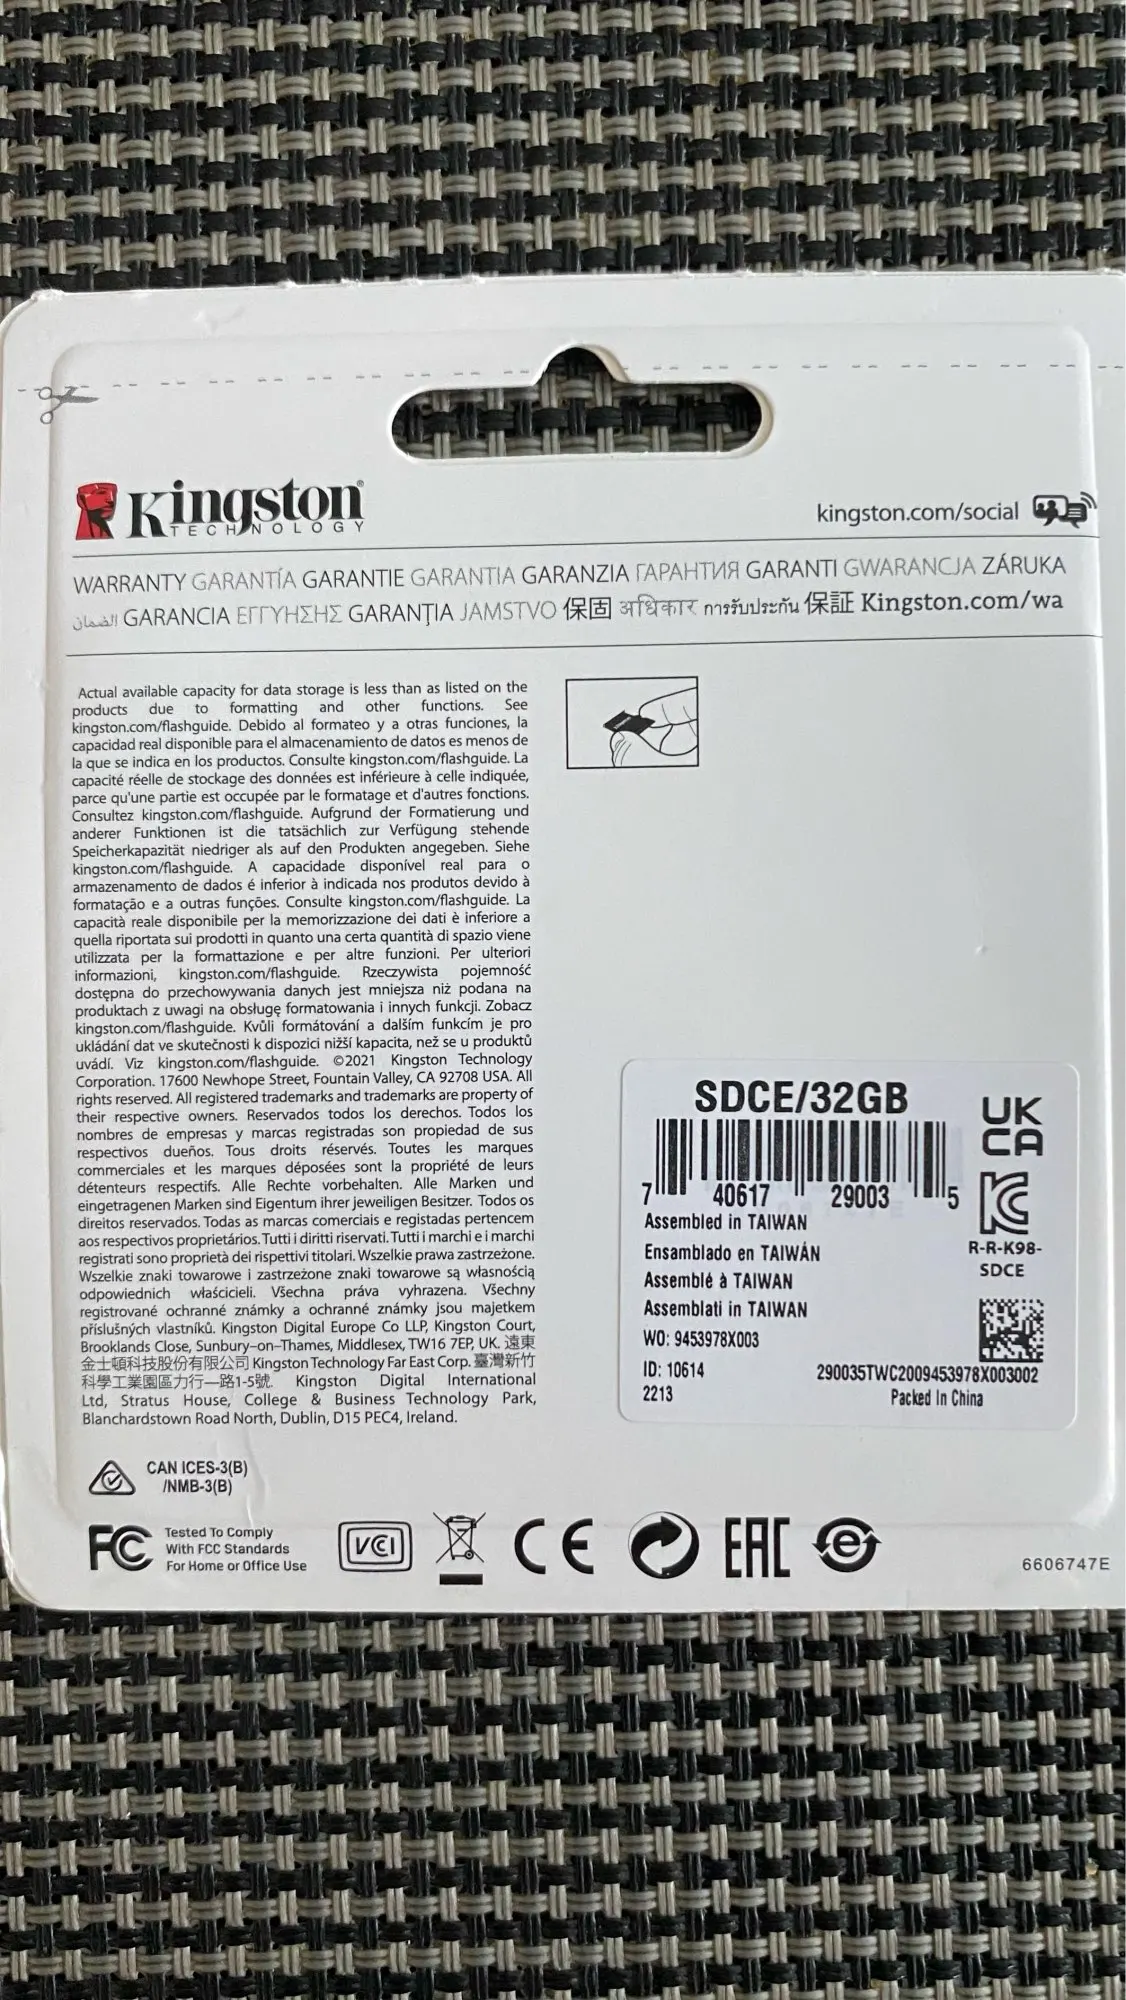 Kingston®
TECHNOLOGY
kingston.com/social
WARRANTY GARANTÍA GARANTIE GARANTIA GARANZIA ГАРАНТИЯ GARANTI GWARANCJA ZÁRUKA
الضمان GARANCIA ΕΓΓΥΗΣΗΣ GARANȚIA JAMSTVO 保固 अधिकार การรับประกัน 保証 Kingston.com/wa
Actual available capacity for data storage is less than as listed on the
products due to formatting and other functions. See
kingston.com/flashguide. Debido al formateo y a otras funciones, la
capacidad real disponible para el almacenamiento de datos es menos de
la que se indica en los productos. Consulte kingston.com/flashguide. La
capacité réelle de stockage des données est inférieure à celle indiquée,
parce qu'une partie est occupée par le formatage et d'autres fonctions.
Consultez kingston.com/flashguide. Aufgrund der Formatierung und
anderer Funktionen ist die tatsächlich zur Verfügung stehende
Speicherkapazität niedriger als auf den Produkten angegeben. Siehe
kingston.com/flashguide. A capacidade disponível real para o
armazenamento de dados é inferior à indicada nos produtos devido à
formatação e a outras funções. Consulte kingston.com/flashguide. La
capacità reale disponibile per la memorizzazione dei dati è inferiore a
quella riportata sui prodotti in quanto una certa quantità di spazio viene
utilizzata per la formattazione e per altre funzioni. Per ulteriori
informazioni, kingston.com/flashguide. Rzeczywista pojemność
dostępna do przechowywania danych jest mniejsza niż podana na
produktach z uwagi na obsługę formatowania i innych funkcji. Zobacz
kingston.com/flashguide. Kvůli formátování a dalším funkcím je pro
ukládání dat ve skutečnosti k dispozici nižší kapacita, než se u produktů
uvádí. Viz kingston.com/flashguide. ©2021 Kingston Technology
Corporation. 17600 Newhope Street, Fountain Valley, CA 92708 USA. All
rights reserved. All registered trademarks and trademarks are property of
their respective owners. Reservados todos los derechos. Todos los
nombres de empresas y marcas registradas son propiedad de sus
respectivos dueños. Tous droits réservés. Toutes les marques
commerciales et les marques déposées sont la propriété de leurs
détenteurs respectifs. Alle Rechte vorbehalten. Alle Marken und
eingetragenen Marken sind Eigentum ihrer jeweiligen Besitzer. Todos os
direitos reservados. Todas as marcas comerciais e registadas pertencem
aos respectivos proprietários. Tutti i diritti riservati. Tutti i marchi e i marchi
registrati sono proprietà dei rispettivi titolari. Wszelkie prawa zastrzeżone.
Wszelkie znaki towarowe i zastrzeżone znaki towarowe są własnością
odpowiednich właścicieli. Všechna práva vyhrazena. Všechny
registrované ochranné známky a ochranné známky jsou majetkem
příslušných vlastníků. Kingston Digital Europe Co LLP, Kingston Court,
Brooklands Close, Sunbury-on-Thames, Middlesex, TW16 7EP, UK. 遠東
金士頓科技股份有限公司 Kingston Technology Far East Corp. 臺灣新竹
科學工業園區力行一路1-5號. Kingston Digital International
Ltd, Stratus House, College & Business Technology Park,
Blanchardstown Road North, Dublin, D15 PEC4, Ireland.
SDCE/32GB
7 40617 29003 5
UK
CA
Assembled in TAIWAN
Ensamblado en TAIWÁN
Assemblé à TAIWAN
Assemblati in TAIWAN
WO: 9453978X003
ID: 10614
2213
R-R-K98-
SDCE
290035TWC2009453978X003002
Packed In China
CAN ICES-3(B)
/NMB-3(B)
FC
Tested To Comply
With FCC Standards
For Home or Office Use
VCI
CE
EAC
e
6606747E